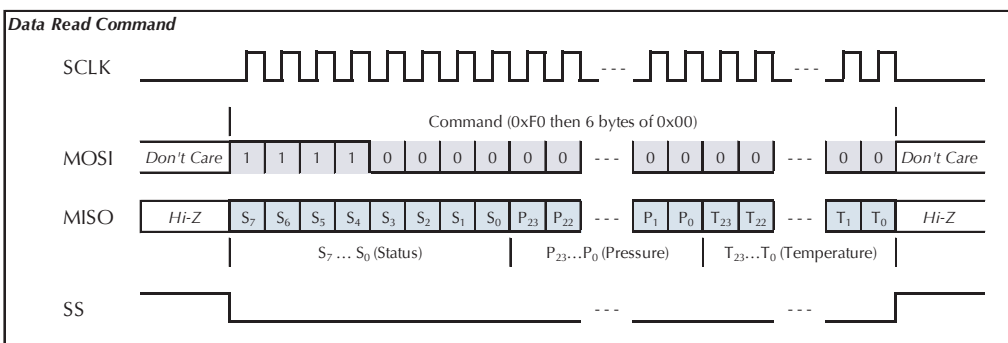 Data Read Command
SCLK - - - - - -
Command (0xF0 then 6 bytes of 0x00)
MOSI Don't Care 1 1 1 1 0 0 0 0 0 0 - - - 0 0 0 0 - - - 0 0 Don't Care
MISO Hi-Z S7 S6 S5 S4 S3 S2 S1 S0 P23 P22 - - - P1 P0 T23 T22 - - - T1 T0 Hi-Z
S7 ... S0 (Status) P23...P0 (Pressure) T23...T0 (Temperature)
SS - - - - - -